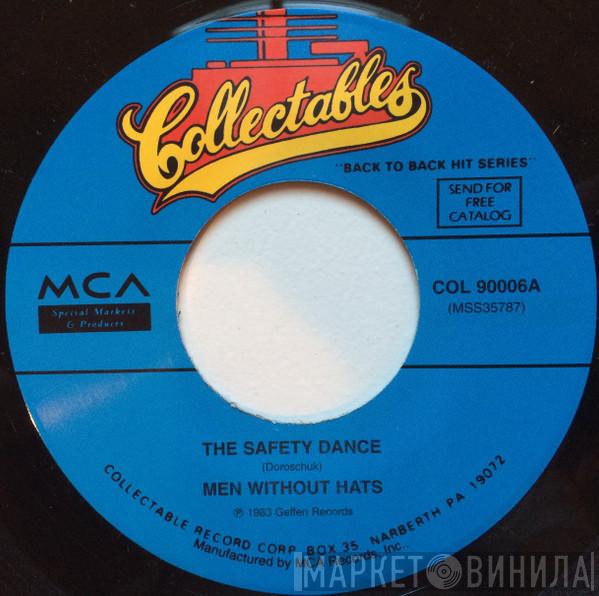 Collectables
"BACK TO BACK HIT SERIES"
SEND FOR
FREE
CATALOG
MCA
Special Markets
& Products
COL 90006A
(MSS35787)
THE SAFETY DANCE
(Doroschuk)
MEN WITHOUT HATS
℗ 1983 Geffen Records
COLLECTABLE RECORD CORP. BOX 35, NARBERTH PA 19072
Manufactured by MCA Records, Inc..
МАРКЕТ ВИНИЛА